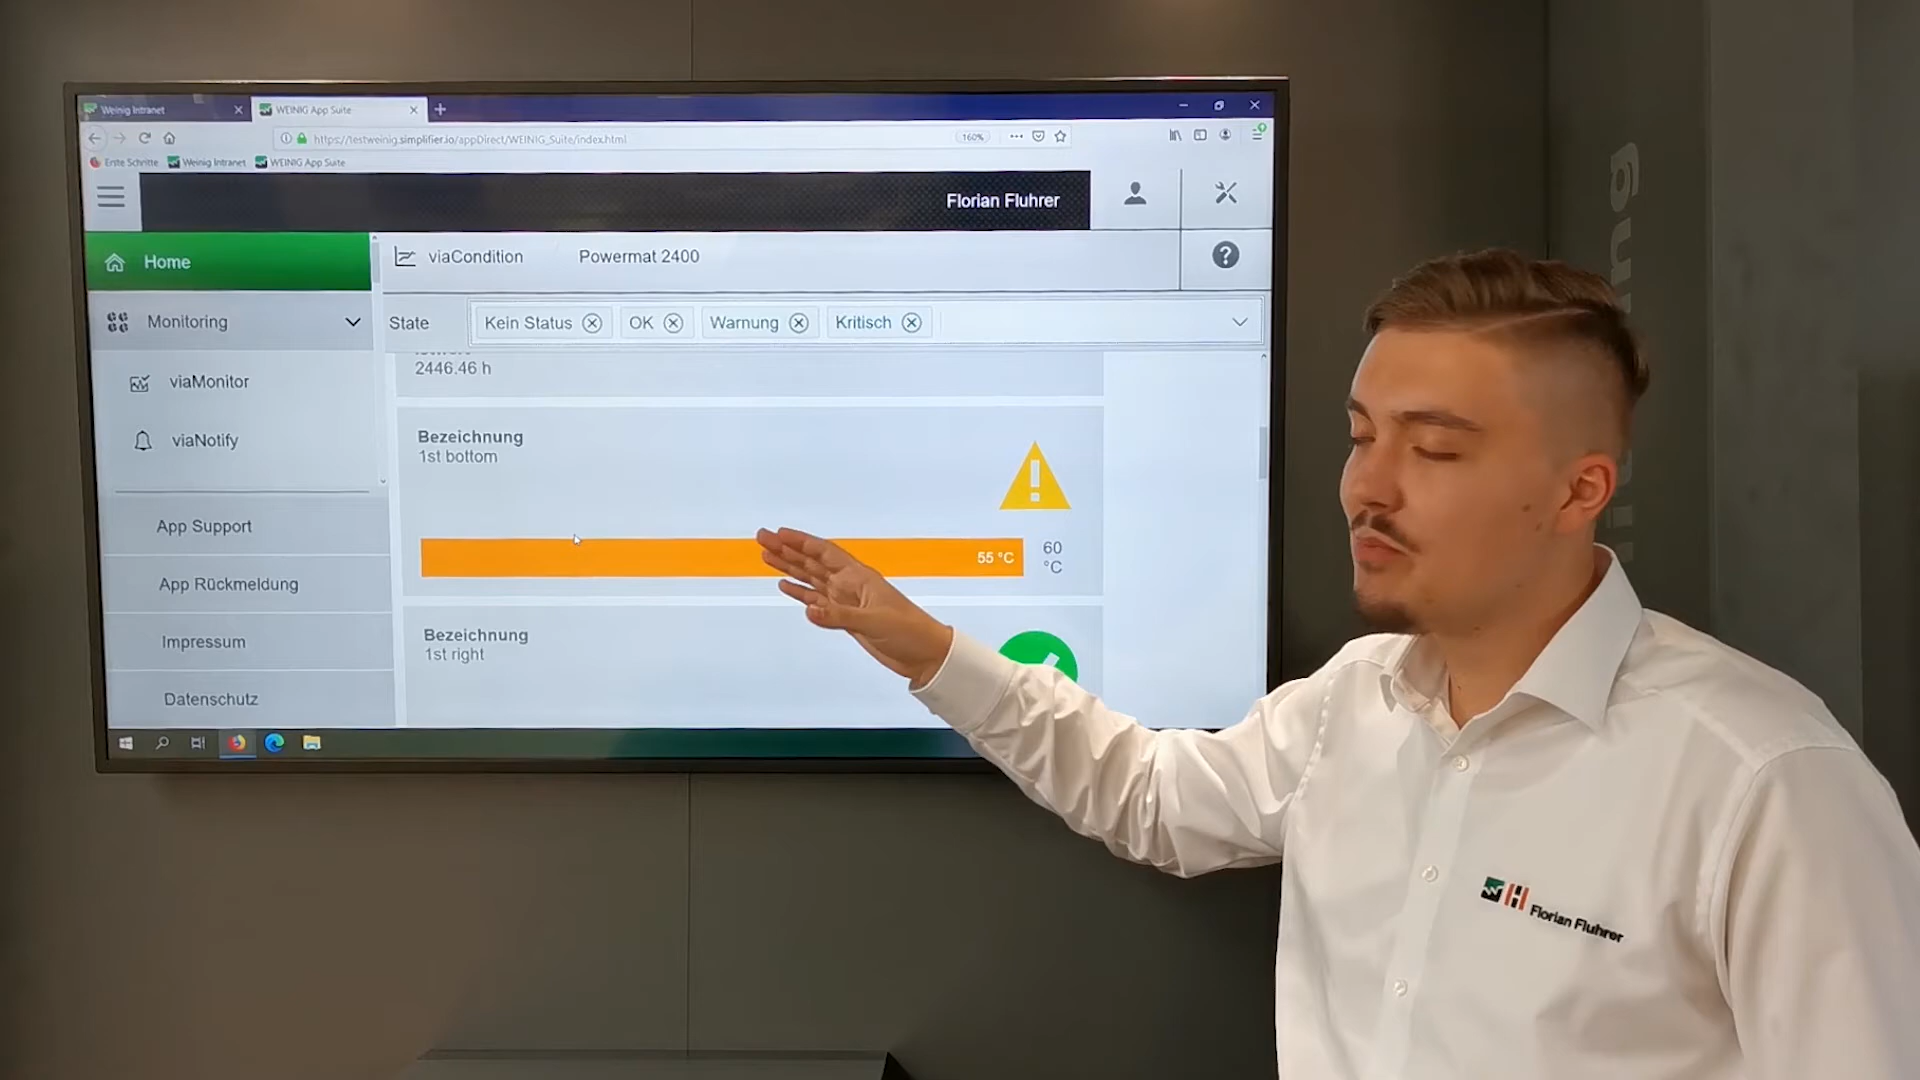 Weinig Intranet
WEINIG App Suite
https://testweinig.simplifier.io/appDirect/WEINIG_Suite/index.html
160%
Erste Schritte
Weinig Intranet
WEINIG App Suite
Florian Fluhrer
Home
viaCondition
Powermat 2400
Monitoring
State
Kein Status
OK
Warnung
Kritisch
2446.46 h
viaMonitor
viaNotify
Bezeichnung
1st bottom
55 °C
60
°C
App Support
App Rückmeldung
Impressum
Datenschutz
Bezeichnung
1st right
Florian Fluhrer